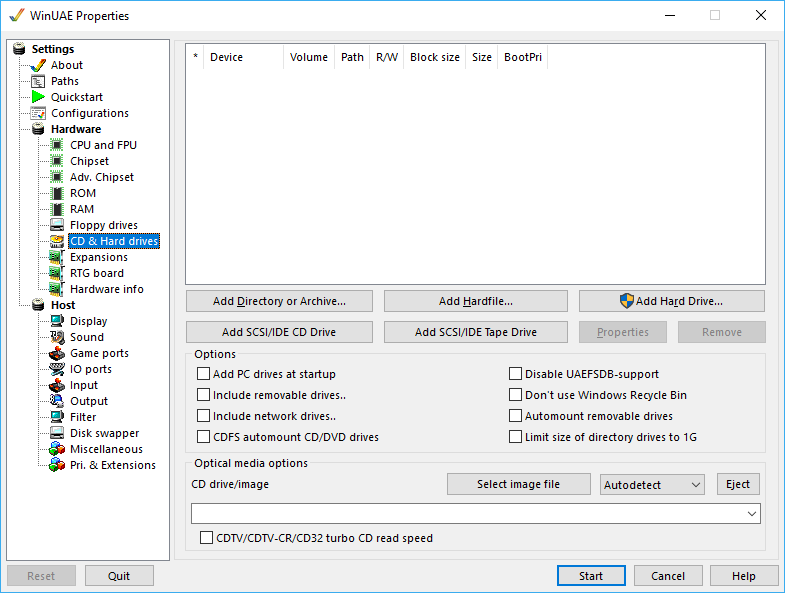 WinUAE Properties
Settings
About
Paths
Quickstart
Configurations
Hardware
CPU and FPU
Chipset
Adv. Chipset
ROM
RAM
Floppy drives
CD & Hard drives
Expansions
RTG board
Hardware info
Host
Display
Sound
Game ports
IO ports
Input
Output
Filter
Disk swapper
Miscellaneous
Pri. & Extensions
* Device Volume Path R/W Block size Size BootPri
Add Directory or Archive... Add Hardfile... Add Hard Drive...
Add SCSI/IDE CD Drive Add SCSI/IDE Tape Drive Properties Remove
Options
Add PC drives at startup Disable UAEFSDB-support
Include removable drives.. Don't use Windows Recycle Bin
Include network drives.. Automount removable drives
CDFS automount CD/DVD drives Limit size of directory drives to 1G
Optical media options
CD drive/image Select image file Autodetect Eject
CDTV/CDTV-CR/CD32 turbo CD read speed
Reset Quit Start Cancel Help